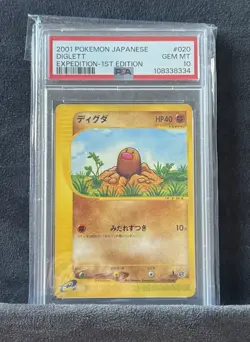 2001 POKEMON JAPANESE #020
DIGLETT GEM MT
EXPEDITION-1ST EDITION 10
PSA 108338334
ディグダ HP40
みだれずつき 10×
e